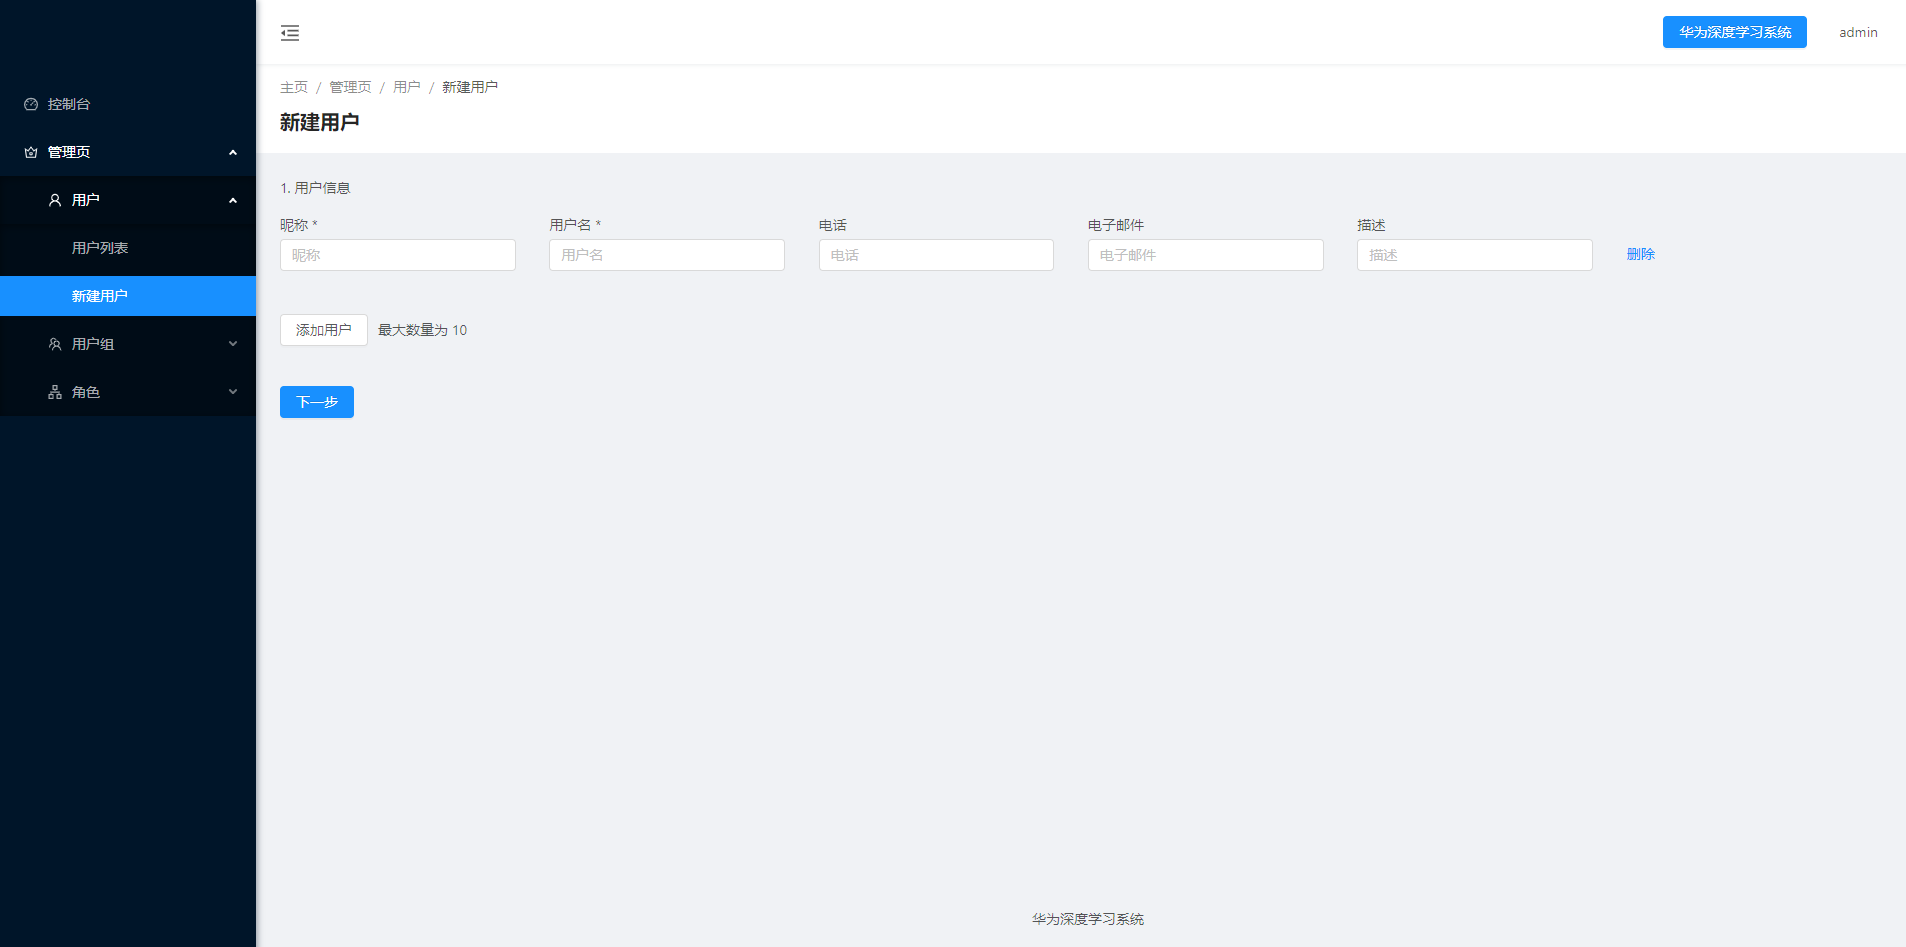 华为深度学习系统
admin
控制台
管理页
用户
用户列表
新建用户
用户组
角色
主页 / 管理页 / 用户 / 新建用户
新建用户
1. 用户信息
昵称 * 用户名 * 电话 电子邮件 描述
昵称 用户名 电话 电子邮件 描述 删除
添加用户 最大数量为 10
下一步
华为深度学习系统